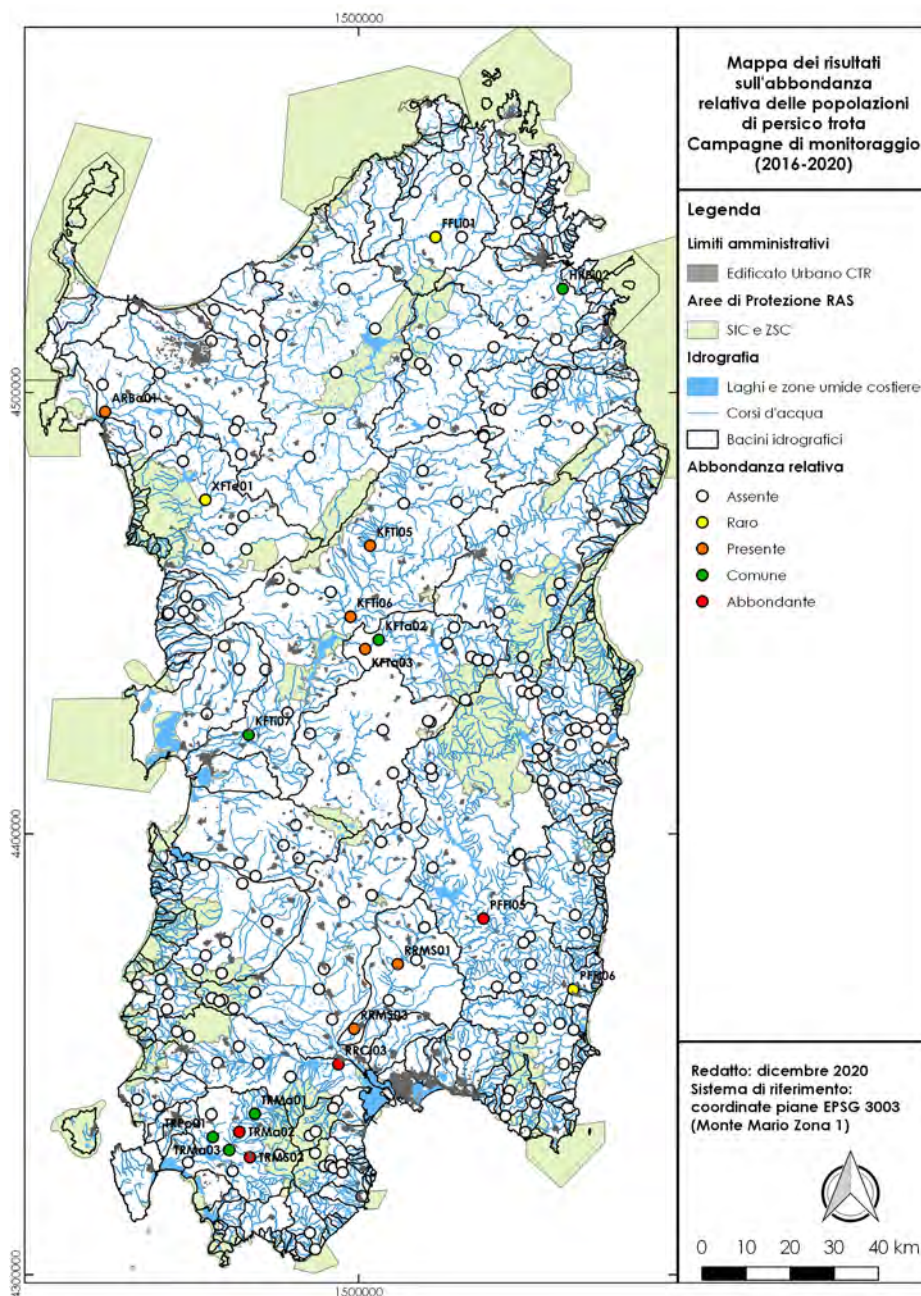 1500000
Mappa dei risultati
sull'abbondanza
relativa delle popolazioni
di persico trota
Campagne di monitoraggio
(2016-2020)
Legenda
Limiti amministrativi
Edificato Urbano CTR
Aree di Protezione RAS
SIC e ZSC
Idrografia
Laghi e zone umide costiere
Corsi d'acqua
Bacini idrografici
Abbondanza relativa
Assente
Raro
Presente
Comune
Abbondante
FFLi01
ARBa01
XFTe01
KFTi05
KFTi06
KFTa02
KFTa03
KFTi07
4400000
PFFl05
RRMS01
RRMS03
RRCi03
TRMa01
TRMa02
TRMa03
TRMS02
4300000
1500000
Redatto: dicembre 2020
Sistema di riferimento:
coordinate piane EPSG 3003
(Monte Mario Zona 1)
0 10 20 30 40 km